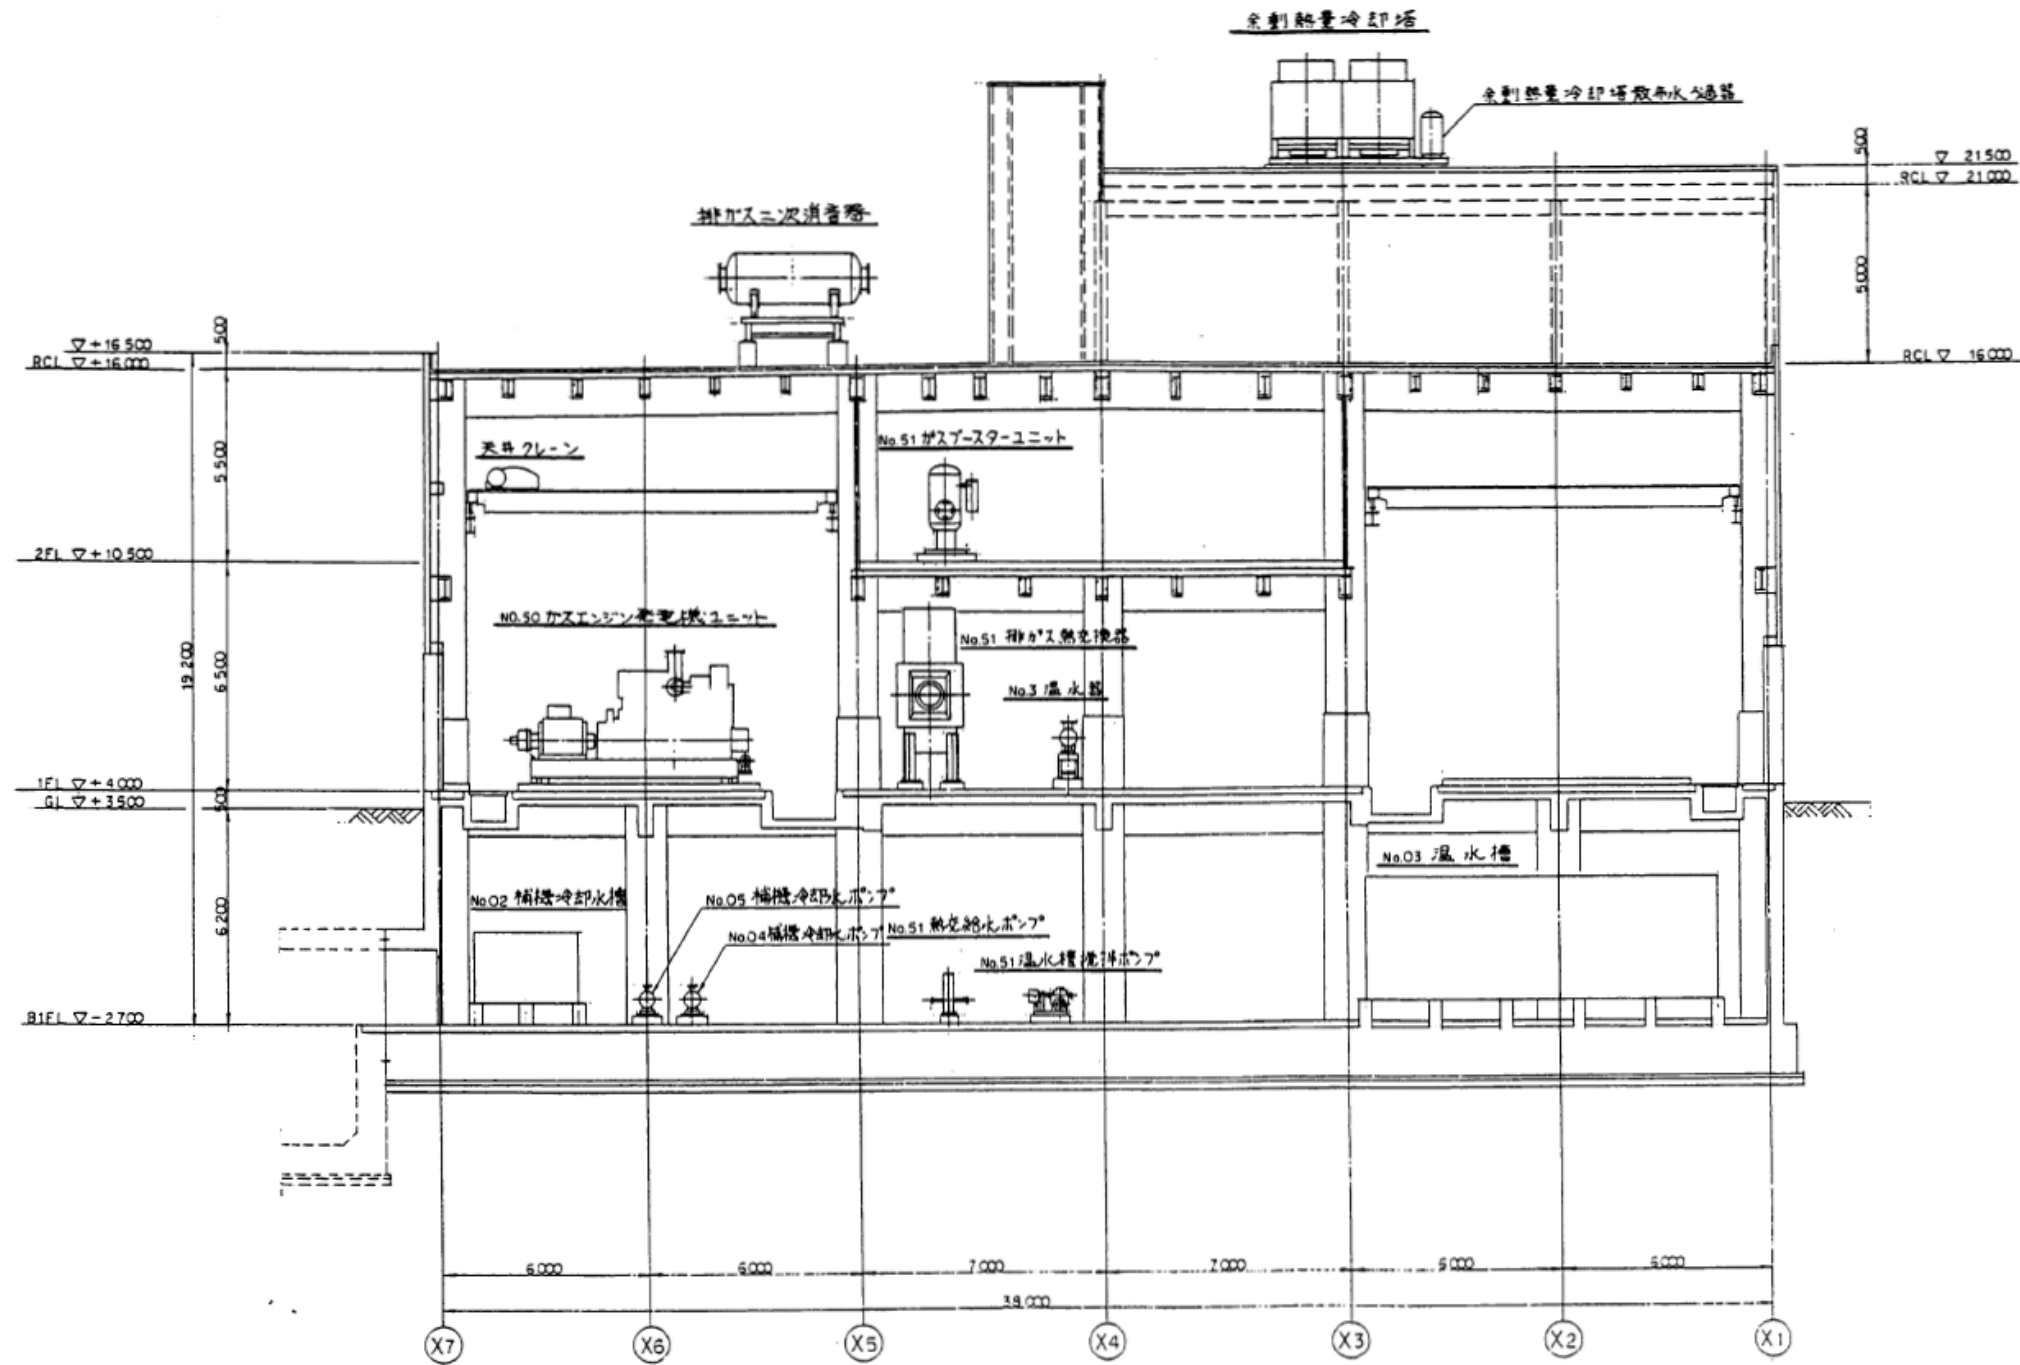 余剰熱量冷却塔
余剰熱量冷却塔散布水ろ過器
500
▽ 21500
RCL ▽ 21000
排ガス二次消音器
5000
500
▽+16500
RCL ▽+16000
RCL ▽ 16000
天井クレーン
No.51 ガスブースターユニット
5500
2FL ▽+10500
NO.50 ガスエンジン発電機ユニット
No.51 排ガス熱交換器
19200
6500
No.3 温水器
1FL ▽+4000
GL ▽+3500
500
No.03 温水槽
No.02 補機冷却水槽
No.05 補機冷却水ポンプ
6200
No.04 補機冷却水ポンプ
No.51 熱交給水ポンプ
No.51 温水槽攪拌ポンプ
B1FL ▽-2700
6000
6000
7000
7000
6000
6000
38000
X7
X6
X5
X4
X3
X2
X1